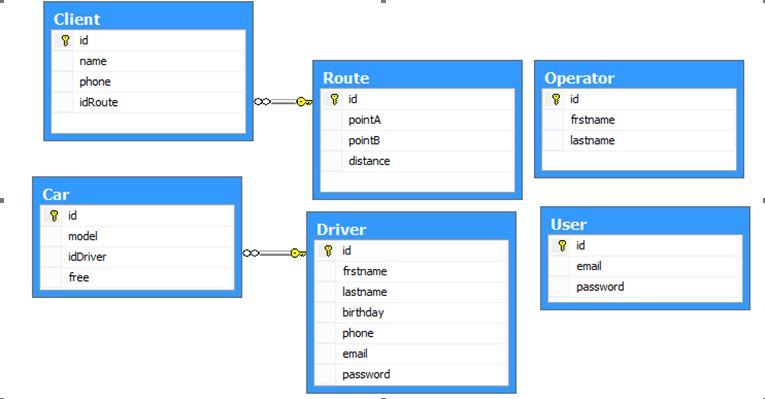 Client
id
name
phone
idRoute
Route
id
pointA
pointB
distance
Operator
id
frstname
lastname
Car
id
model
idDriver
free
Driver
id
frstname
lastname
birthday
phone
email
password
User
id
email
password